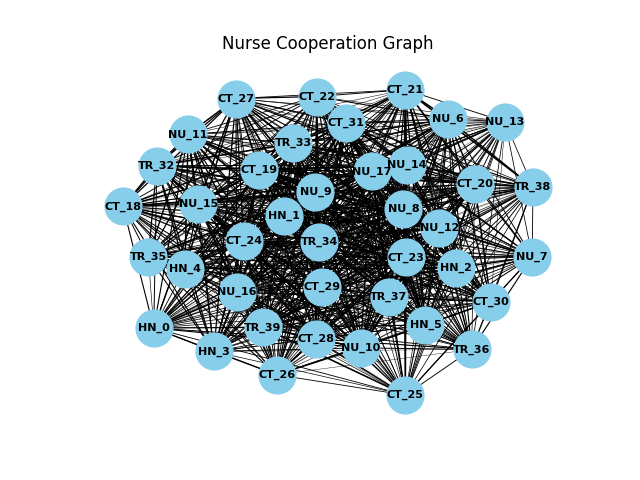 Nurse Cooperation Graph
CT_21
CT_22
CT_27
NU_6
NU_13
CT_31
NU_11
TR_33
TR_32
NU_14
CT_19
NU_17
CT_20
TR_38
NU_9
NU_15
CT_18
NU_8
HN_1
NU_12
CT_24
TR_34
TR_35
CT_23
NU_7
HN_4
HN_2
CT_29
NU_16
TR_37
CT_30
HN_5
TR_39
HN_0
CT_28
NU_10
TR_36
HN_3
CT_26
CT_25